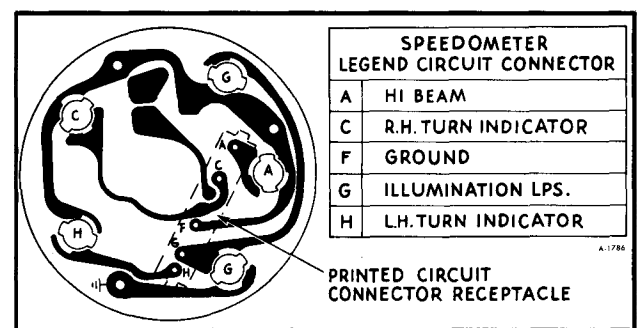 SPEEDOMETER
LEGEND CIRCUIT CONNECTOR
A HI BEAM
C R.H. TURN INDICATOR
F GROUND
G ILLUMINATION LPS.
H L.H. TURN INDICATOR
A-1786
G
C
A
C
A
F
H
G
H
G
PRINTED CIRCUIT
CONNECTOR RECEPTACLE